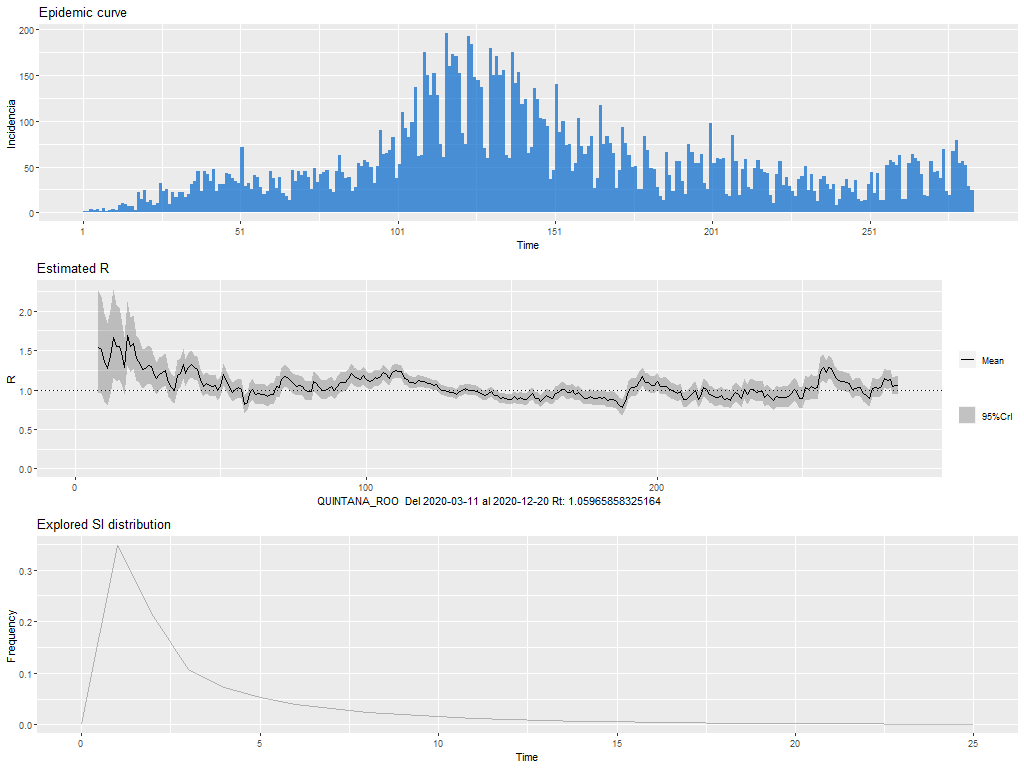 Epidemic curve
200
150
100
50
0
Incidencia
1 51 101 151 201 251
Time
Estimated R
2.0
1.5
1.0
0.5
0.0
R
Mean
95%CrI
0 100 200
QUINTANA_ROO Del 2020-03-11 al 2020-12-20 Rt: 1.05965858325164
Explored SI distribution
0.3
0.2
0.1
0.0
Frequency
0 5 10 15 20 25
Time